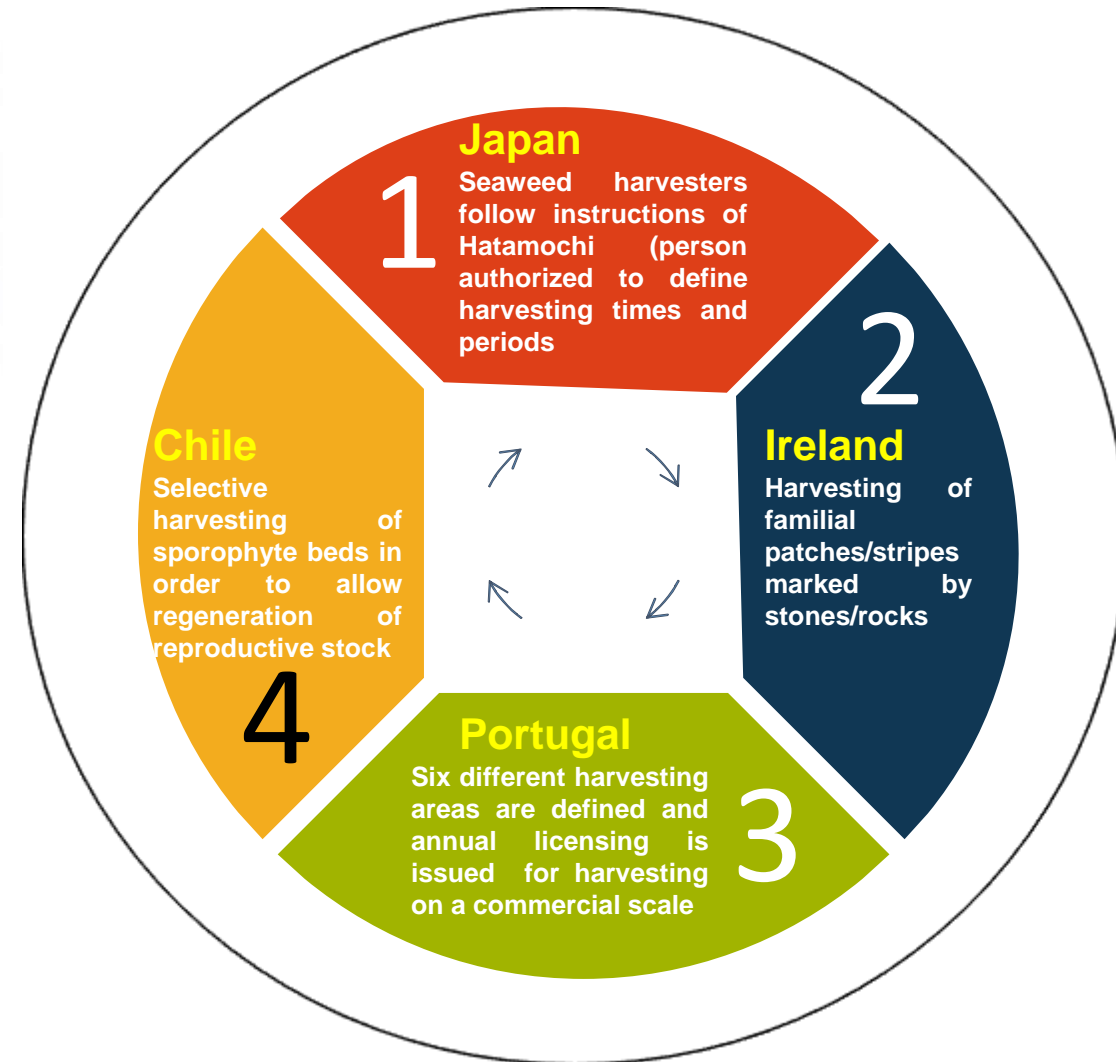 1
Japan
Seaweed harvesters
follow instructions of
Hatamochi (person
authorized to define
harvesting times and
periods
2
Ireland
Harvesting of
familial
patches/stripes
marked by
stones/rocks
3
Portugal
Six different harvesting
areas are defined and
annual licensing is
issued for harvesting
on a commercial scale
Chile
Selective
harvesting of
sporophyte beds in
order to allow
regeneration of
reproductive stock
4